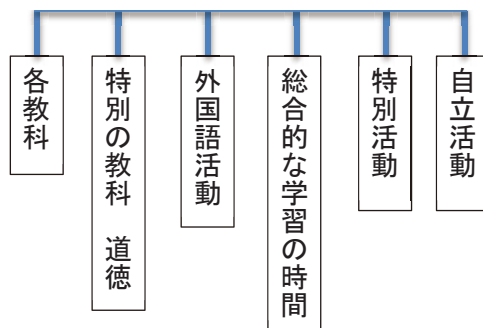 各教科
特別の教科　道徳
外国語活動
総合的な学習の時間
特別活動
自立活動